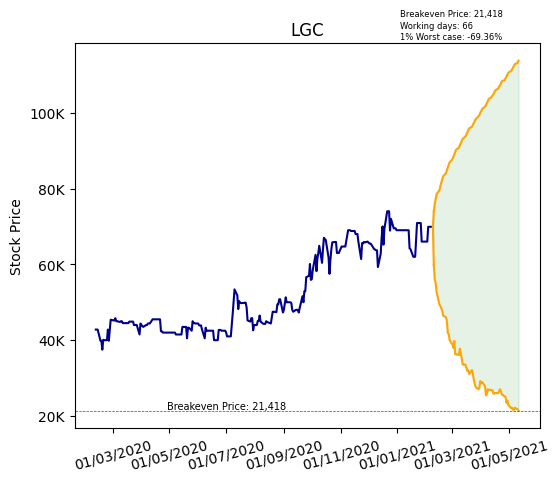 Breakeven Price: 21,418
Working days: 66
1% Worst case: -69.36%
LGC
Stock Price
100K
80K
60K
40K
20K
Breakeven Price: 21,418
01/03/2020
01/05/2020
01/07/2020
01/09/2020
01/11/2020
01/01/2021
01/03/2021
01/05/2021